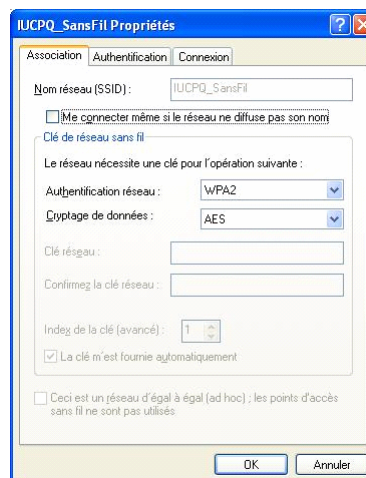 IUCPQ_SansFil Propriétés
Association Authentification Connexion
Nom réseau (SSID) : IUCPQ_SansFil
Me connecter même si le réseau ne diffuse pas son nom
Clé de réseau sans fil
Le réseau nécessite une clé pour l'opération suivante :
Authentification réseau : WPA2
Cryptage de données : AES
Clé réseau :
Confirmez la clé réseau :
Index de la clé (avancé) : 1
La clé m'est fournie automatiquement
Ceci est un réseau d'égal à égal (ad hoc) ; les points d'accès
sans fil ne sont pas utilisés
OK Annuler